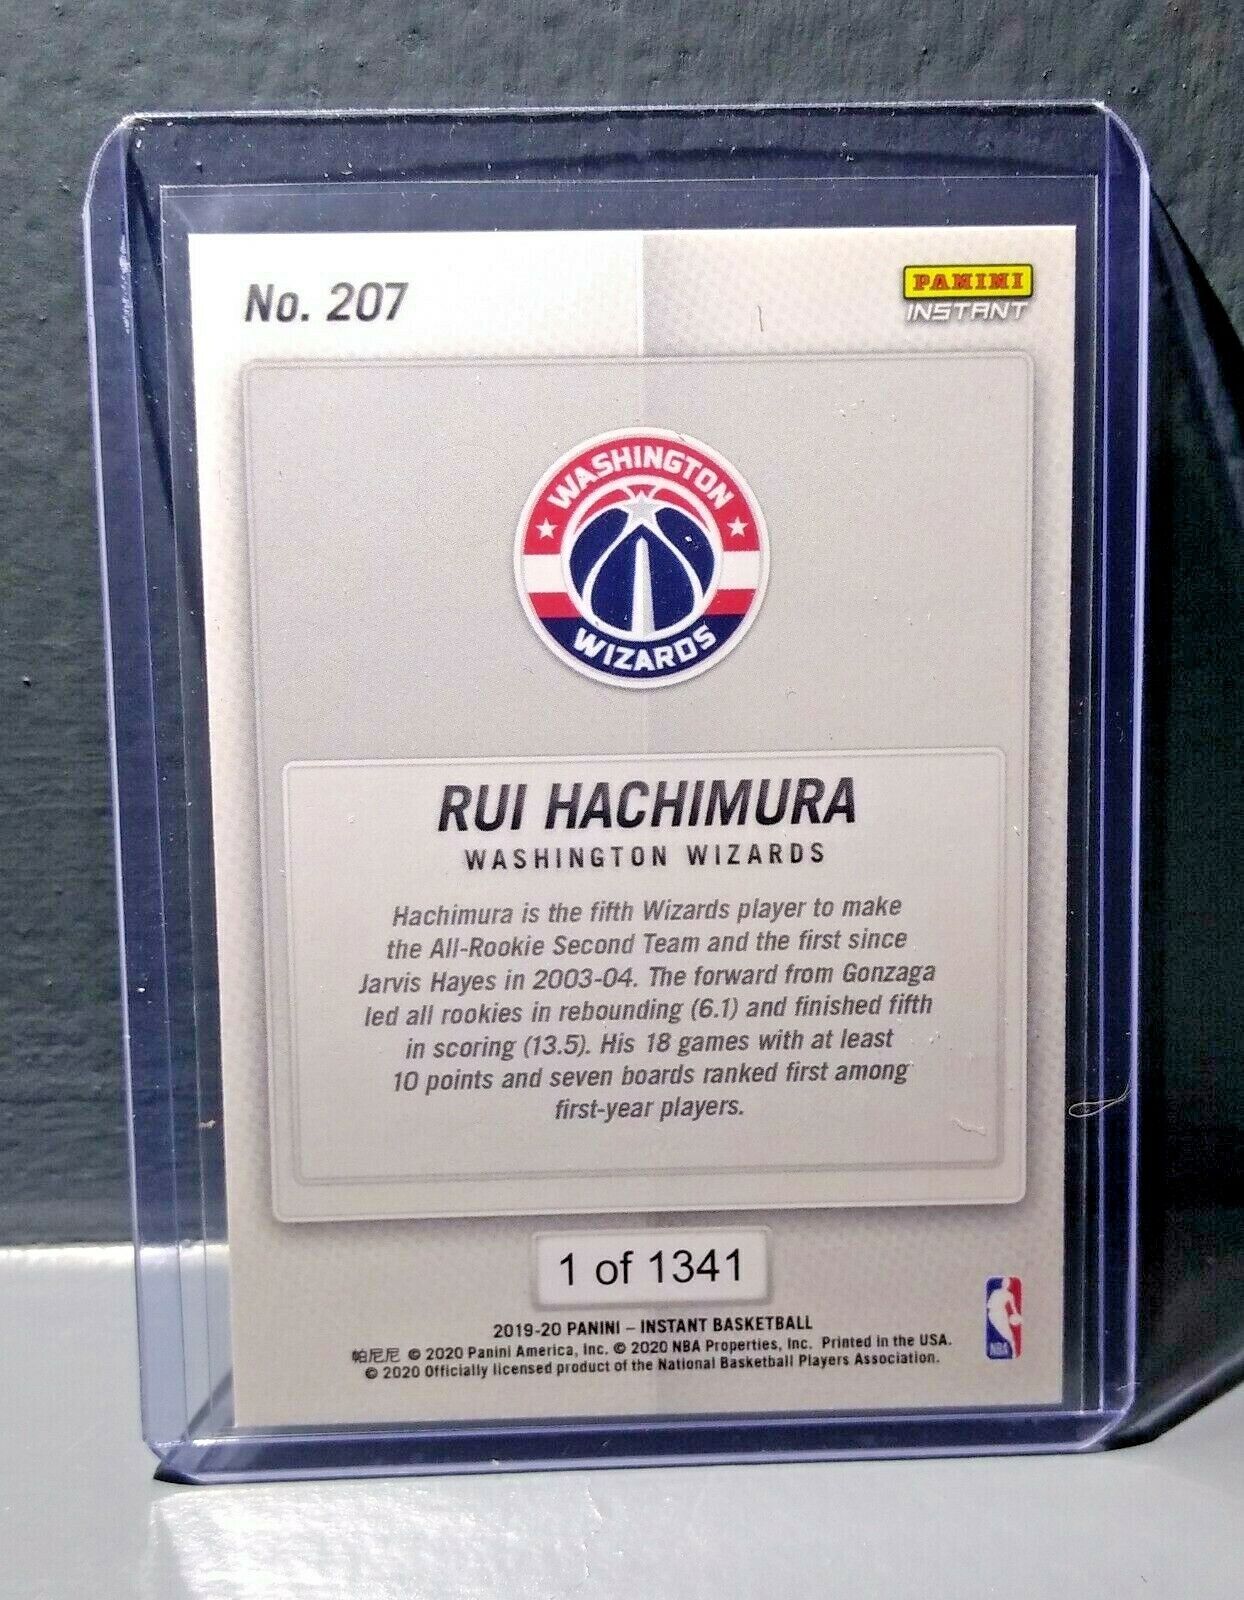 No. 207
PANINI
INSTANT
WASHINGTON
WIZARDS
RUI HACHIMURA
WASHINGTON WIZARDS
Hachimura is the fifth Wizards player to make
the All-Rookie Second Team and the first since
Jarvis Hayes in 2003-04. The forward from Gonzaga
led all rookies in rebounding (6.1) and finished fifth
in scoring (13.5). His 18 games with at least
10 points and seven boards ranked first among
first-year players.
1 of 1341
2019-20 PANINI – INSTANT BASKETBALL
帕尼尼 © 2020 Panini America, Inc. © 2020 NBA Properties, Inc. Printed in the USA.
© 2020 Officially licensed product of the National Basketball Players Association.
NBA